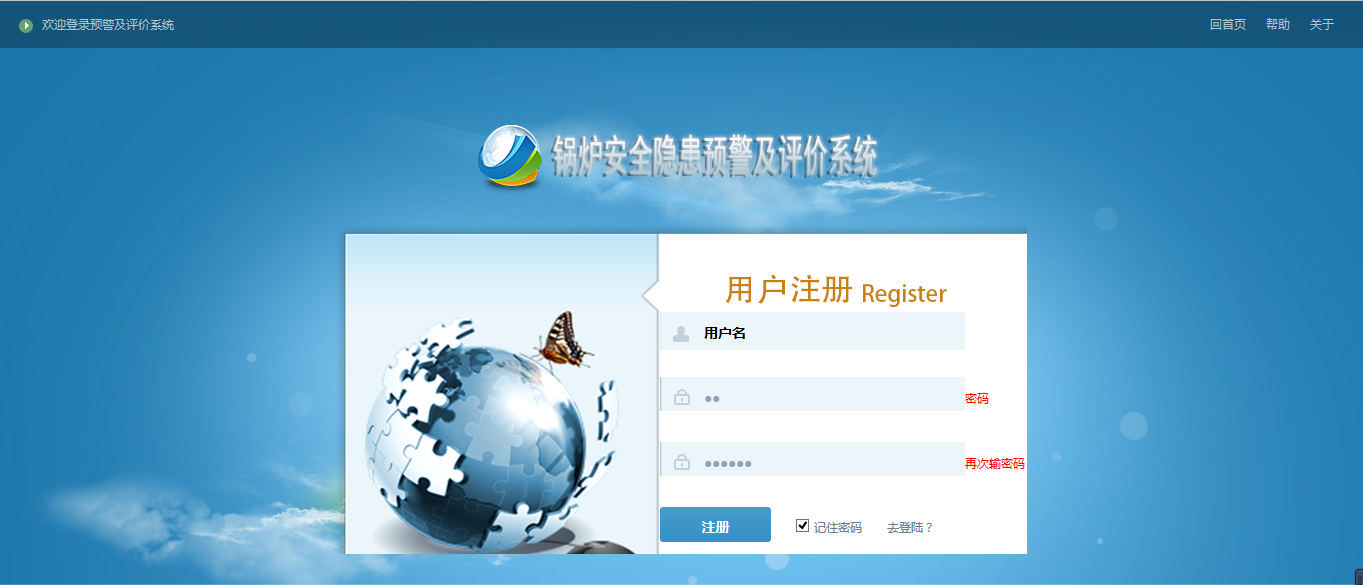 欢迎登录预警及评价系统
回首页 帮助 关于
锅炉安全隐患预警及评价系统
用户注册 Register
用户名
密码
再次输密码
注册
记住密码 去登陆？